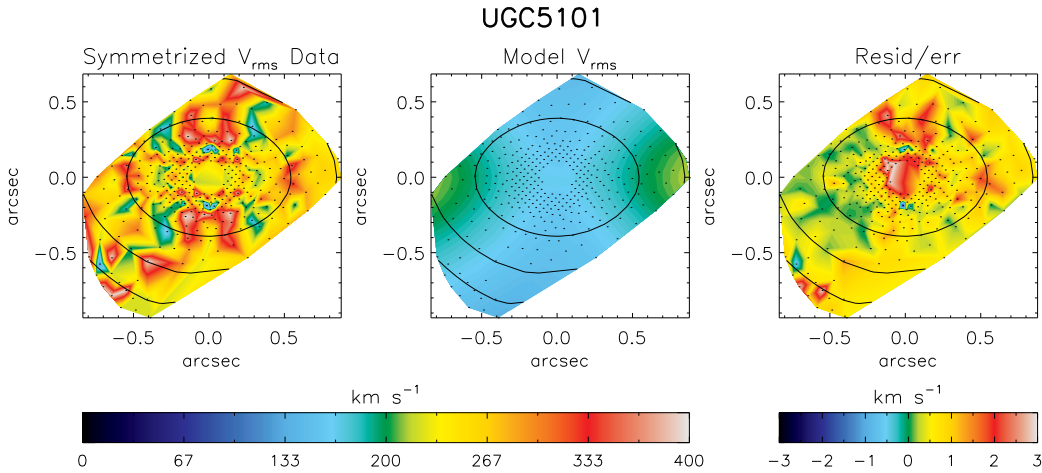 UGC5101
Symmetrized Vrms Data
Model Vrms
Resid/err
arcsec
0.5
0.0
−0.5
−0.5 0.0 0.5
arcsec
arcsec
0.5
0.0
−0.5
−0.5 0.0 0.5
arcsec
arcsec
0.5
0.0
−0.5
−0.5 0.0 0.5
arcsec
km s⁻¹
0 67 133 200 267 333 400
km s⁻¹
−3 −2 −1 0 1 2 3